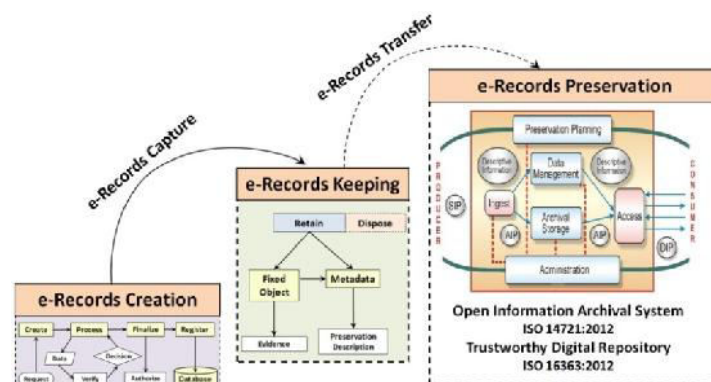 e-Records Transfer
e-Records Preservation
Preservation Planning
PRODUCER
Descriptive
Information
Data
Management
Descriptive
Information
CONSUMER
SIP
Ingest
Access
AIP
Archival
Storage
AIP
DIP
Administration
Open Information Archival System
ISO 14721:2012
Trustworthy Digital Repository
ISO 16363:2012
e-Records Capture
e-Records Keeping
Retain
Dispose
Fixed
Object
Metadata
Evidence
Preservation
Description
e-Records Creation
Create
Process
Finalize
Register
Data
Decision
Request
Verify
Authorize
Database